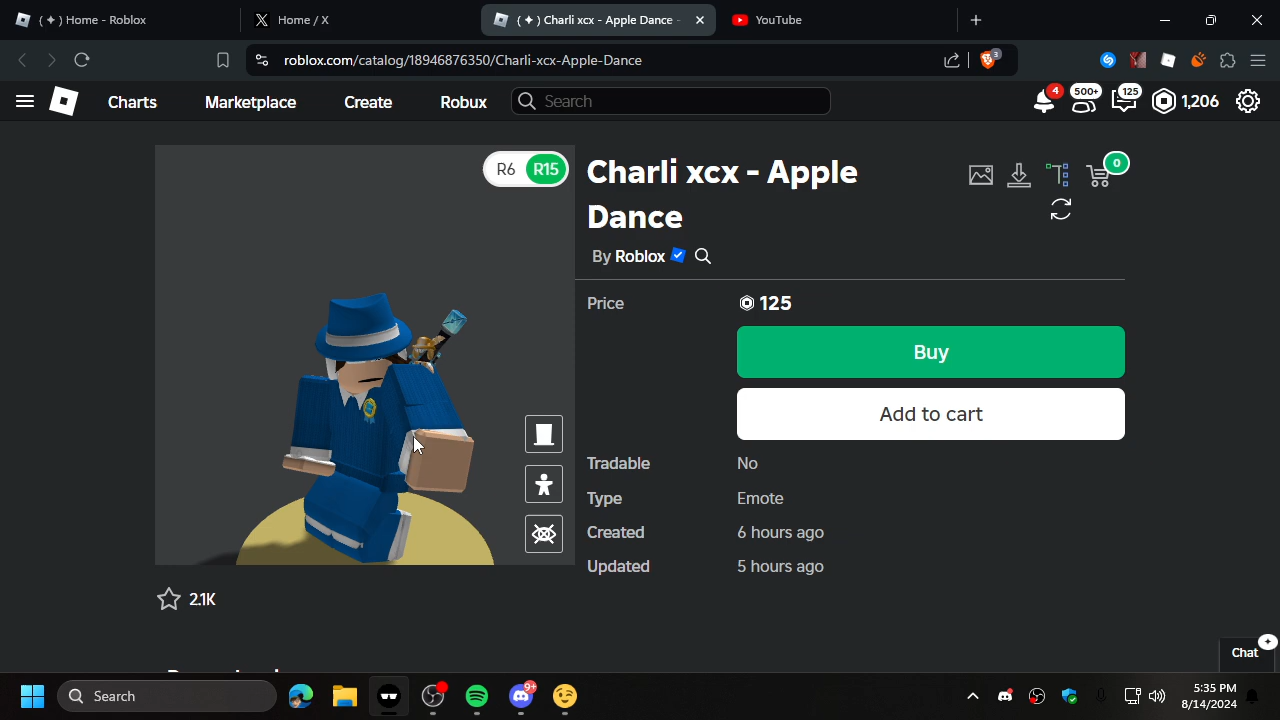 ( ✦ ) Home - Roblox
Home / X
( ✦ ) Charli xcx - Apple Dance -
YouTube
roblox.com/catalog/18946876350/Charli-xcx-Apple-Dance
3
Charts
Marketplace
Create
Robux
Search
4
500+
125
1,206
R6
R15
Charli xcx - Apple
Dance
0
By Roblox
Price
125
Buy
Add to cart
Tradable
No
Type
Emote
Created
6 hours ago
Updated
5 hours ago
2.1K
Chat
Search
9+
5:35 PM
8/14/2024